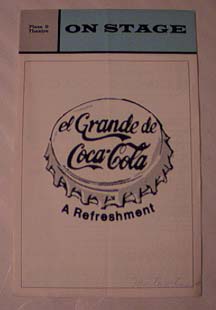 Plaza 9
Theatre
ON STAGE
el Grande de
Coca-Cola
A Refreshment